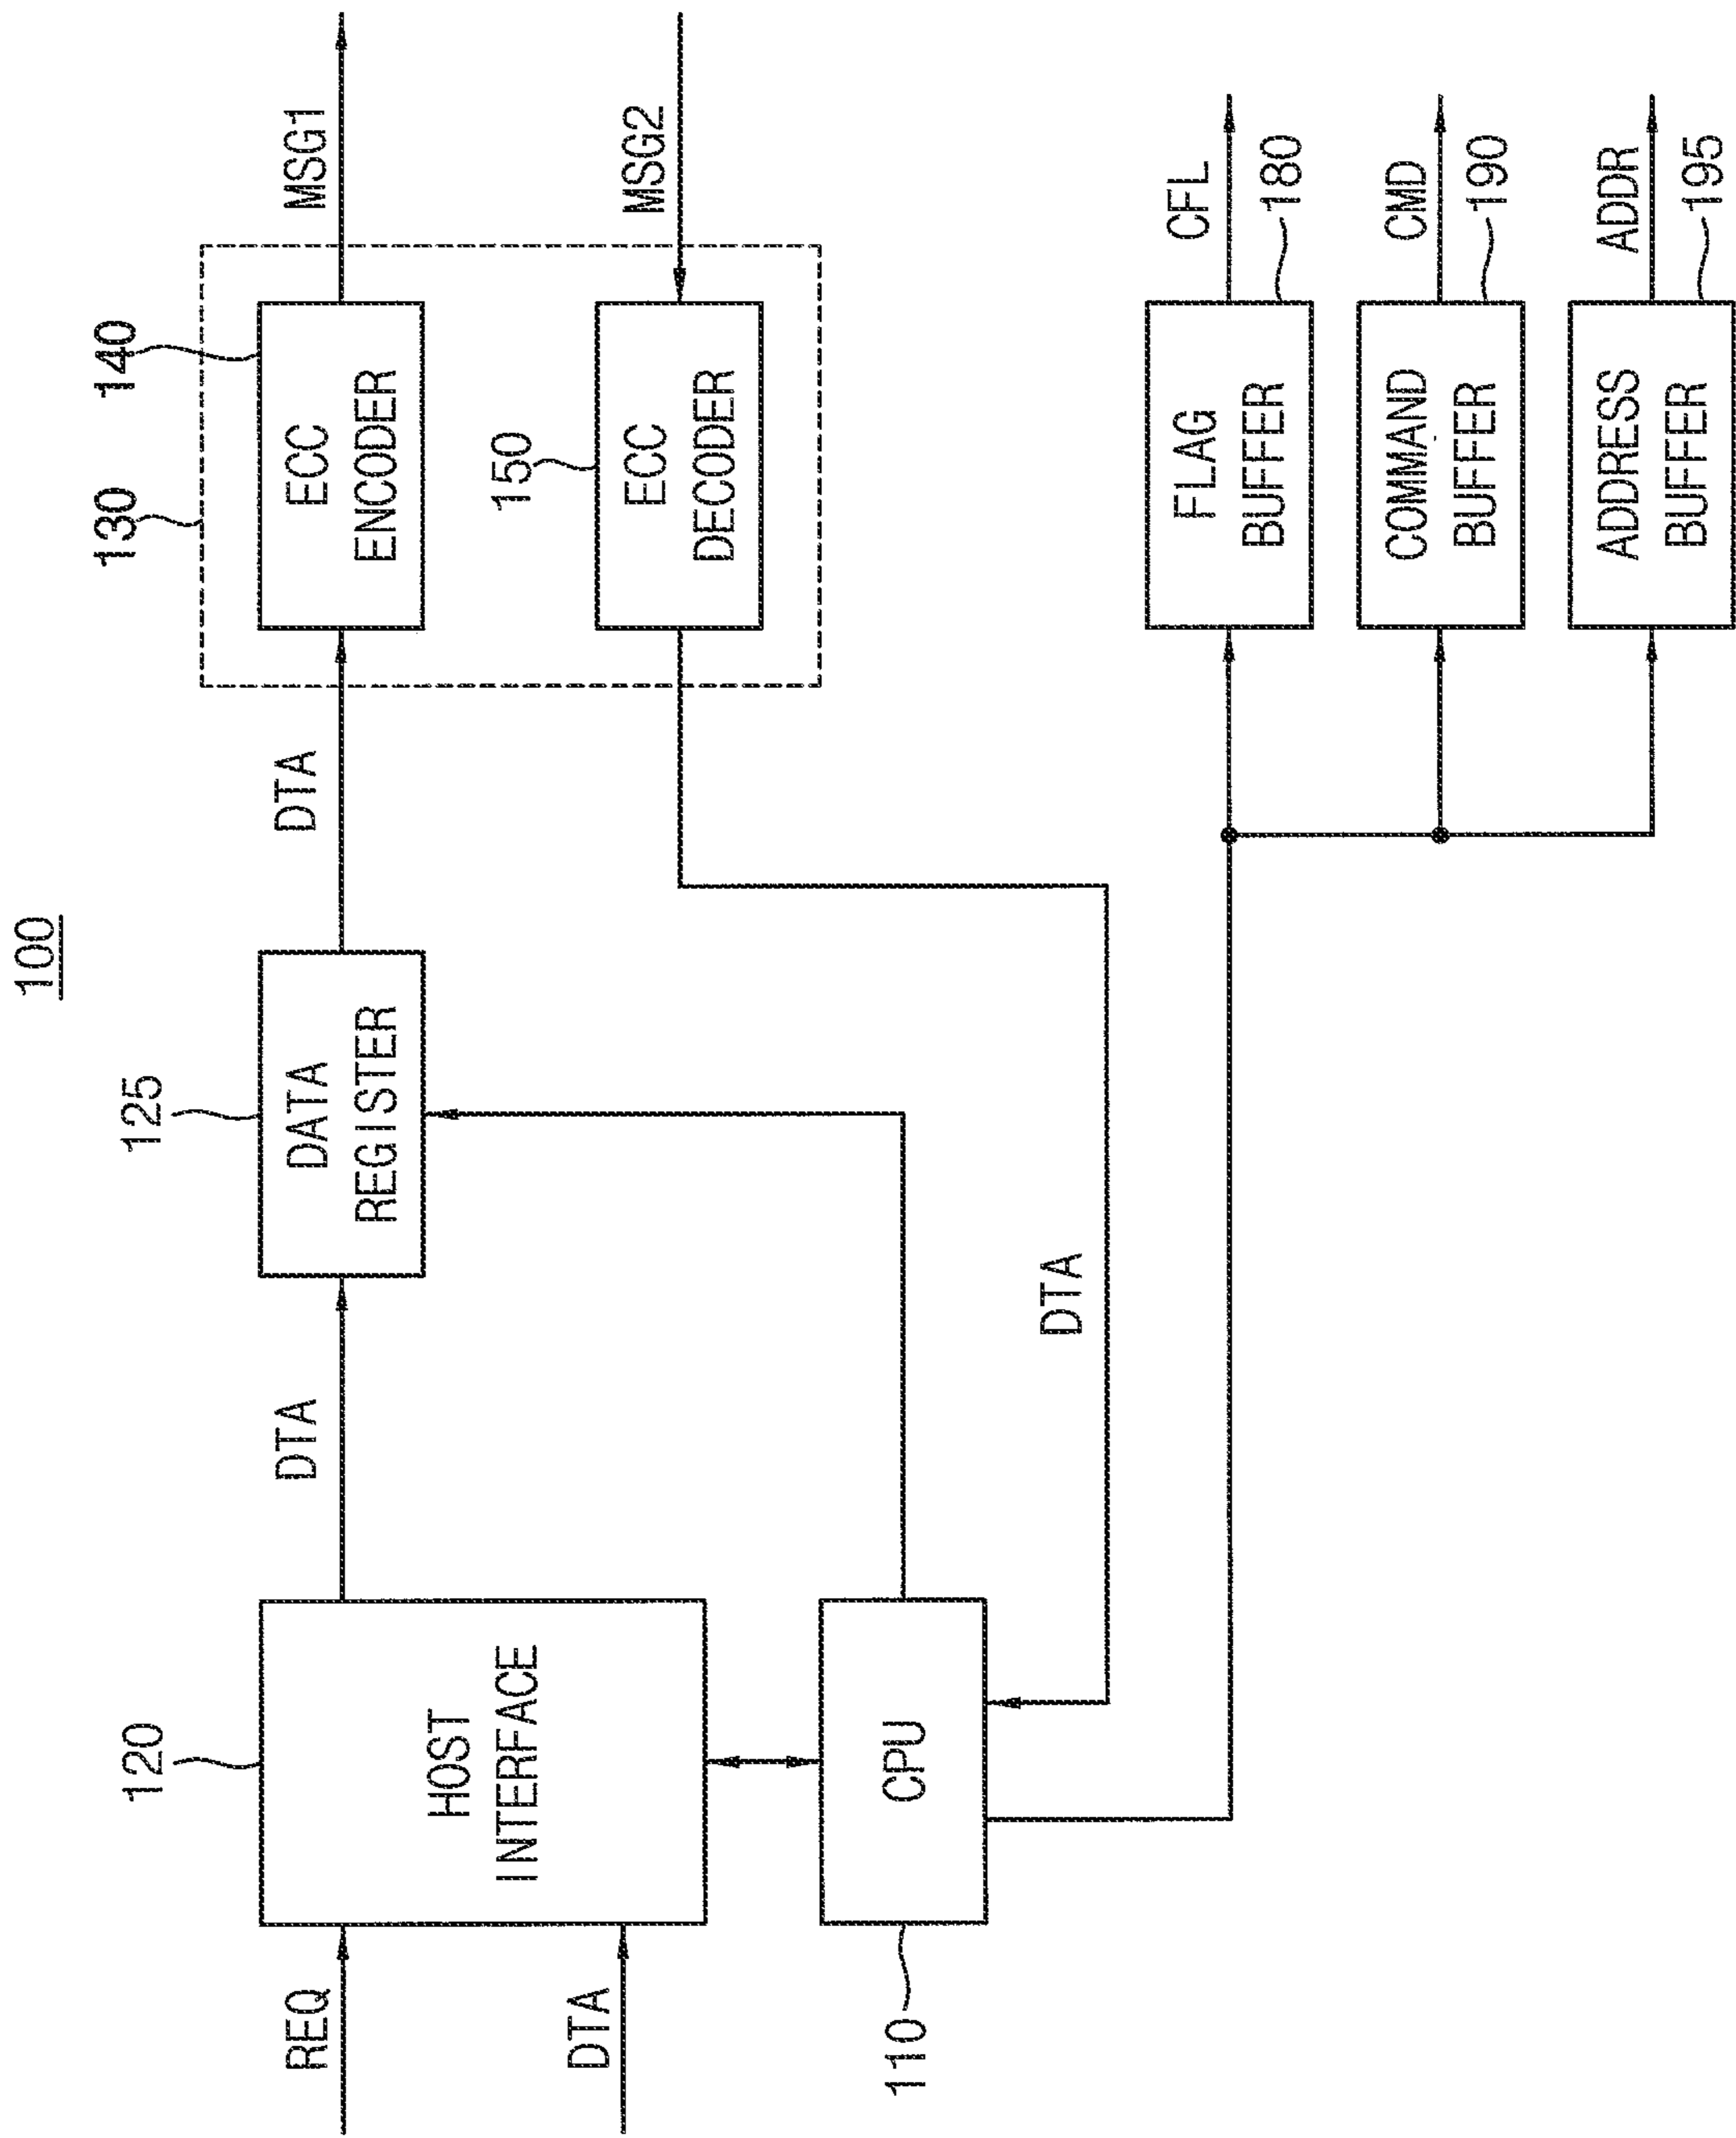 100
120
125
130
140
REQ
DTA
HOST
INTERFACE
DTA
DATA
REGISTER
DTA
ECC
ENCODER
MSG1
150
ECC
DECODER
MSG2
110
CPU
DTA
FLAG
BUFFER
CFL
180
COMMAND
BUFFER
CMD
190
ADDRESS
BUFFER
ADDR
195